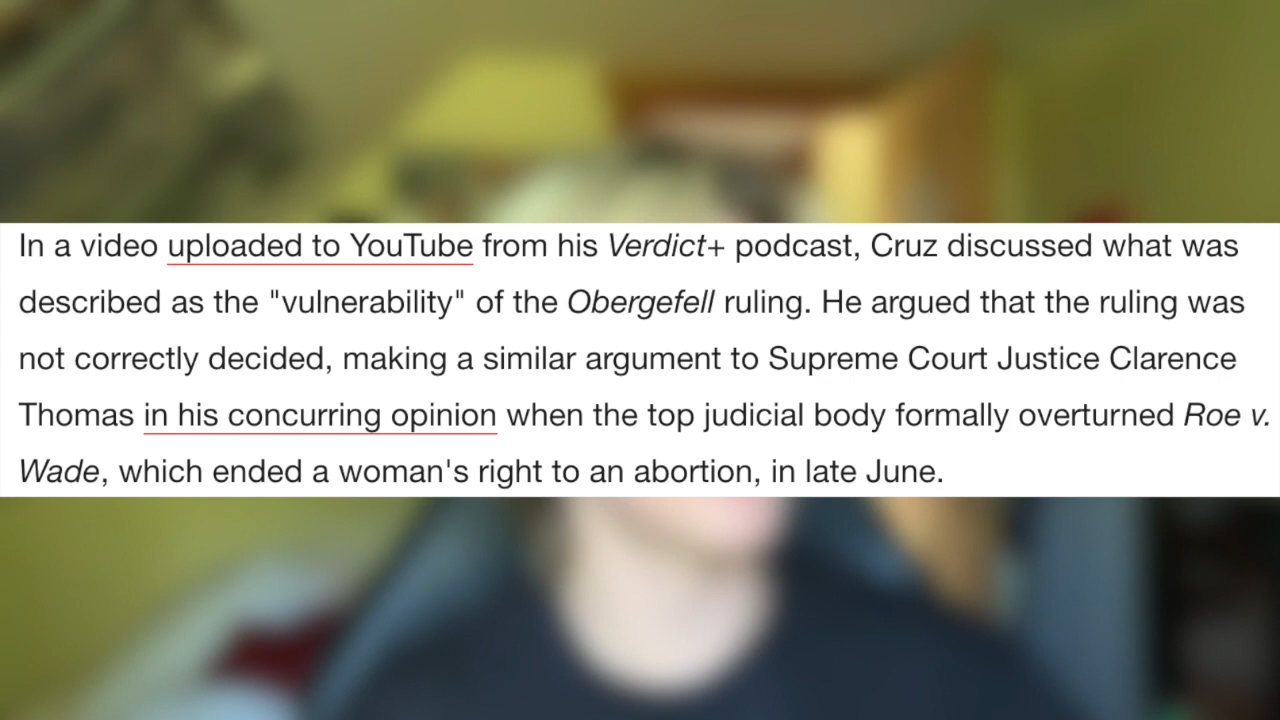 In a video uploaded to YouTube from his Verdict+ podcast, Cruz discussed what was
described as the "vulnerability" of the Obergefell ruling. He argued that the ruling was
not correctly decided, making a similar argument to Supreme Court Justice Clarence
Thomas in his concurring opinion when the top judicial body formally overturned Roe v.
Wade, which ended a woman's right to an abortion, in late June.